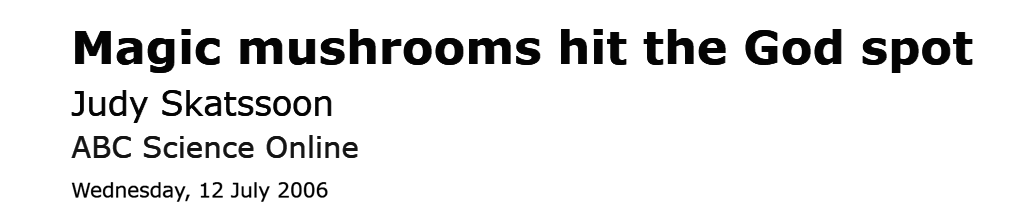 Magic mushrooms hit the God spot
Judy Skatssoon
ABC Science Online
Wednesday, 12 July 2006